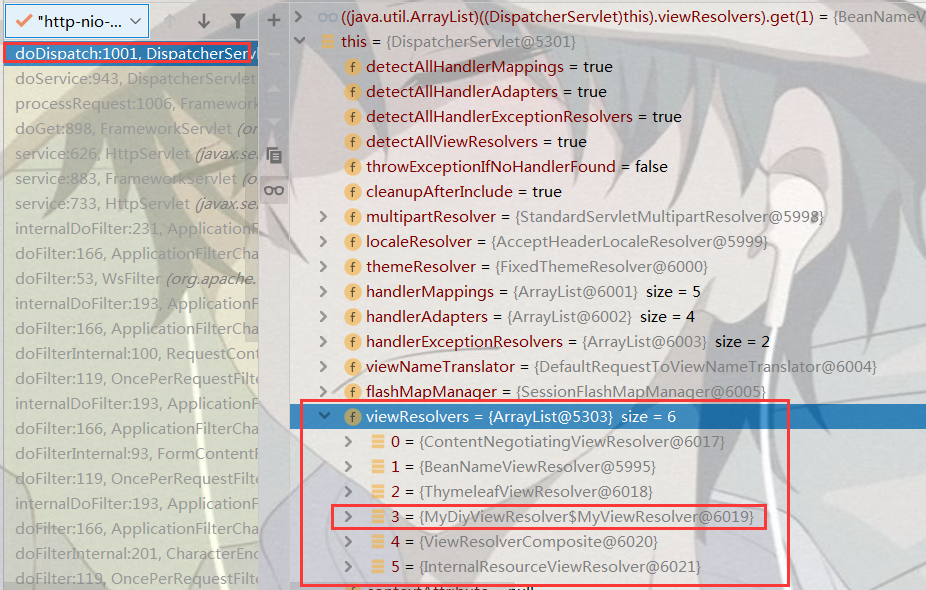 "http-nio-...
doDispatch:1001, DispatcherServ
doService:943, DispatcherServlet
processRequest:1006, Framework
doGet:898, FrameworkServlet (or
service:626, HttpServlet (javax.se
service:883, FrameworkServlet (o
service:733, HttpServlet (javax.se
internalDoFilter:231, ApplicationF
doFilter:166, ApplicationFilterCha
doFilter:53, WsFilter (org.apache.
internalDoFilter:193, ApplicationF
doFilter:166, ApplicationFilterCha
doFilterInternal:100, RequestCont
doFilter:119, OncePerRequestFilte
internalDoFilter:193, ApplicationF
doFilter:166, ApplicationFilterCha
doFilterInternal:93, FormContentF
doFilter:119, OncePerRequestFilte
internalDoFilter:193, ApplicationF
doFilter:166, ApplicationFilterCha
doFilterInternal:201, CharacterEnc
doFilter:119, OncePerRequestFilte
((java.util.ArrayList)((DispatcherServlet)this).viewResolvers).get(1) = {BeanNameV
this = {DispatcherServlet@5301}
detectAllHandlerMappings = true
detectAllHandlerAdapters = true
detectAllHandlerExceptionResolvers = true
detectAllViewResolvers = true
throwExceptionIfNoHandlerFound = false
cleanupAfterInclude = true
multipartResolver = {StandardServletMultipartResolver@5998}
localeResolver = {AcceptHeaderLocaleResolver@5999}
themeResolver = {FixedThemeResolver@6000}
handlerMappings = {ArrayList@6001} size = 5
handlerAdapters = {ArrayList@6002} size = 4
handlerExceptionResolvers = {ArrayList@6003} size = 2
viewNameTranslator = {DefaultRequestToViewNameTranslator@6004}
flashMapManager = {SessionFlashMapManager@6005}
viewResolvers = {ArrayList@5303} size = 6
0 = {ContentNegotiatingViewResolver@6017}
1 = {BeanNameViewResolver@5995}
2 = {ThymeleafViewResolver@6018}
3 = {MyDiyViewResolver$MyViewResolver@6019}
4 = {ViewResolverComposite@6020}
5 = {InternalResourceViewResolver@6021}
contextAttribute = null